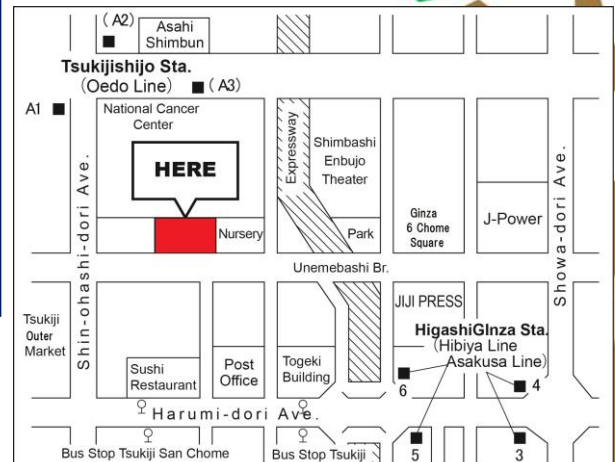 (A2)
Asahi
Shimbun
Tsukijishijo Sta.
(Oedo Line)
(A3)
A1
National Cancer
Center
HERE
Nursery
Shin-ohashi-dori Ave.
Expressway
Shimbashi
Enbujo
Theater
Park
Ginza
6 Chome
Square
J-Power
Showa-dori Ave.
Unemebashi Br.
JIJI PRESS
HigashiGInza Sta.
(Hibiya Line
Asakusa Line)
Tsukiji
Outer
Market
Sushi
Restaurant
Post
Office
Togeki
Building
6
4
Harumi-dori Ave.
Bus Stop Tsukiji San Chome
Bus Stop Tsukiji
5
3